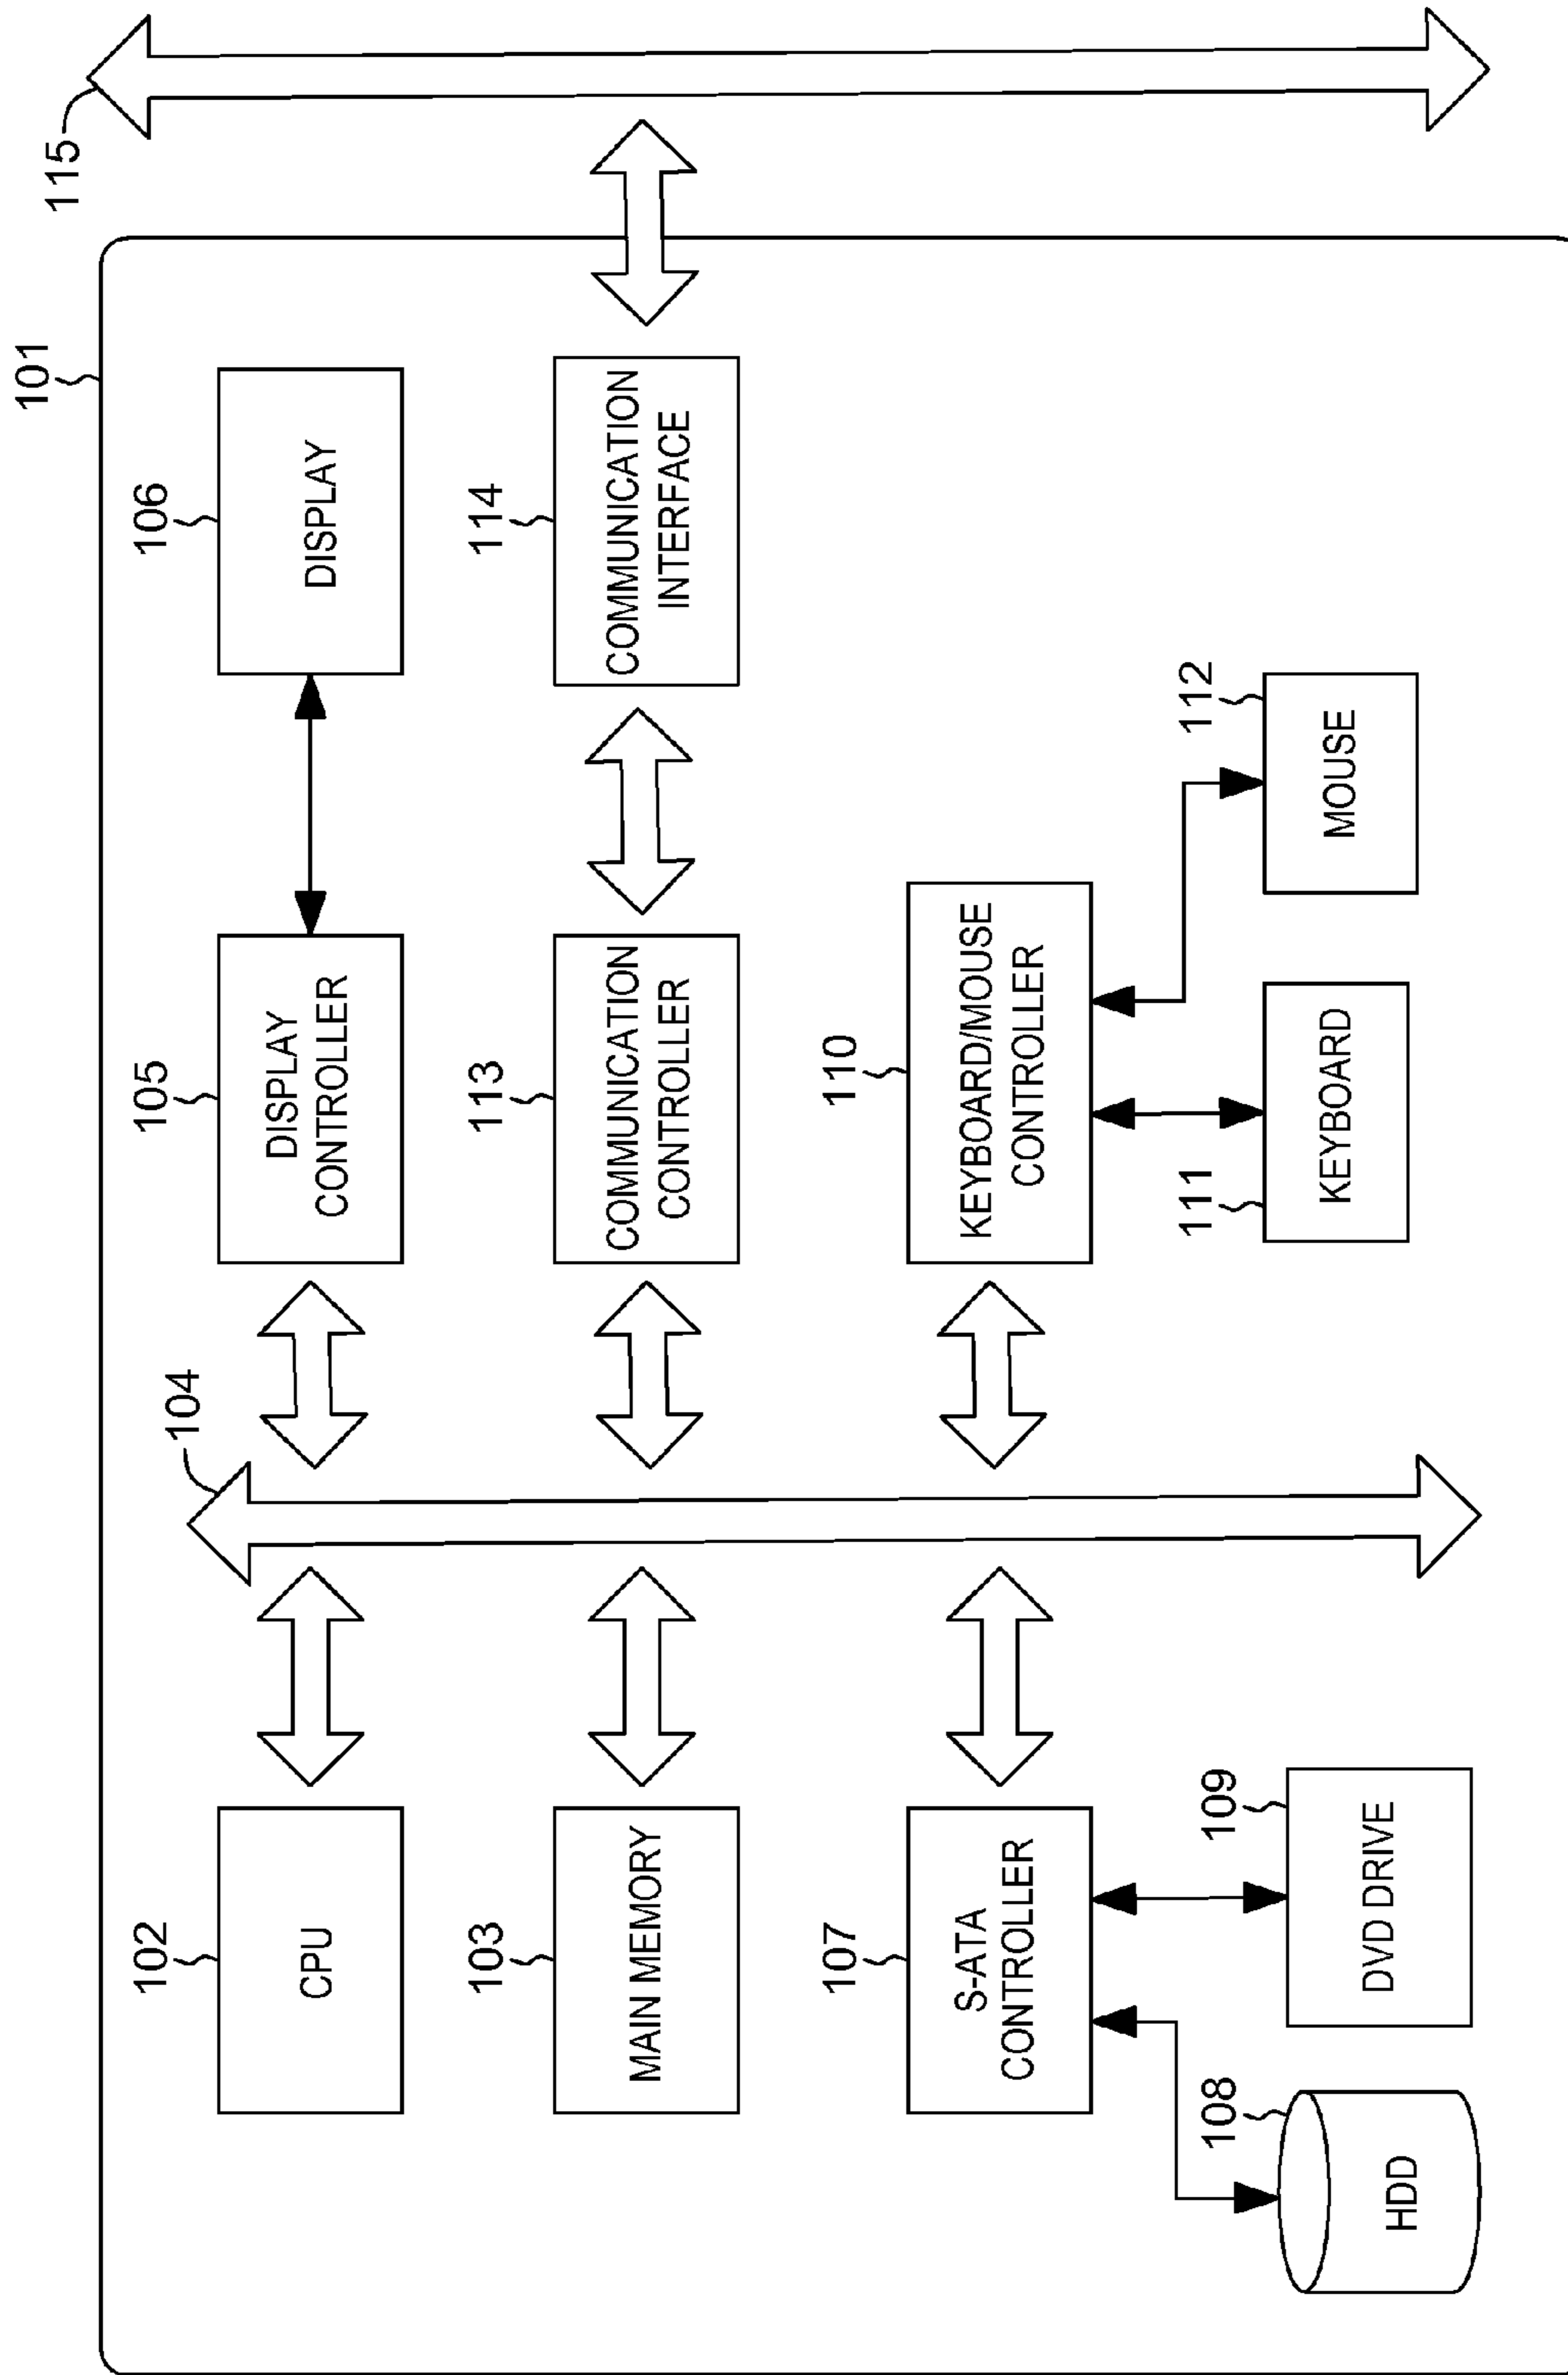 101
115
102
CPU
104
105
DISPLAY
CONTROLLER
106
DISPLAY
103
MAIN MEMORY
113
COMMUNICATION
CONTROLLER
114
COMMUNICATION
INTERFACE
107
S-ATA
CONTROLLER
110
KEYBOARD/MOUSE
CONTROLLER
108
HDD
109
DVD DRIVE
111
KEYBOARD
112
MOUSE